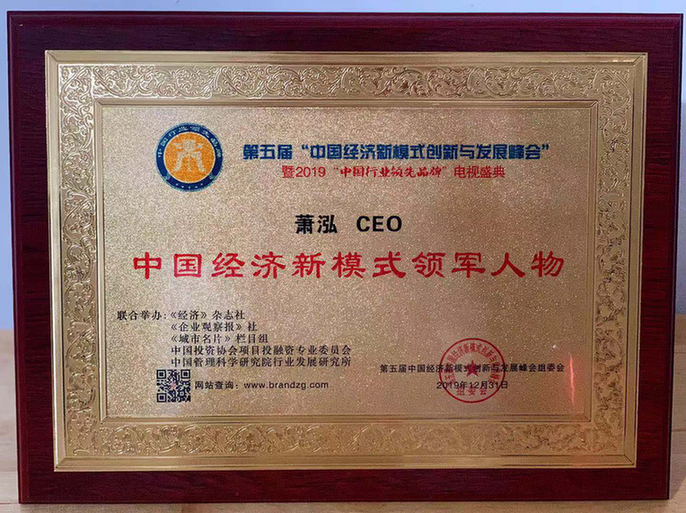 第五届“中国经济新模式创新与发展峰会”
暨2019“中国行业领先品牌”电视盛典
萧泓 CEO
中国经济新模式领军人物
联合举办：《经济》杂志社
《企业观察报》社
《城市名片》栏目组
中国投资协会项目投融资专业委员会
中国管理科学研究院行业发展研究所
网站查询：www.brandzg.com
第五届中国经济新模式创新与发展峰会组委会
2019年12月31日